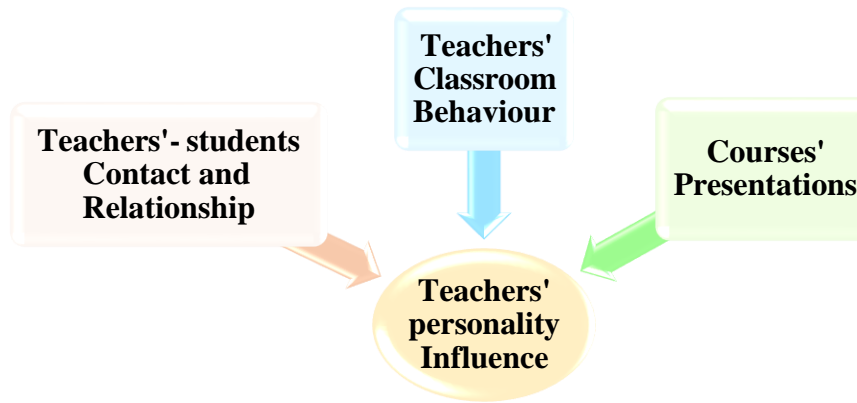 Teachers'
Classroom
Behaviour
Teachers'- students
Contact and
Relationship
Courses'
Presentations
Teachers'
personality
Influence